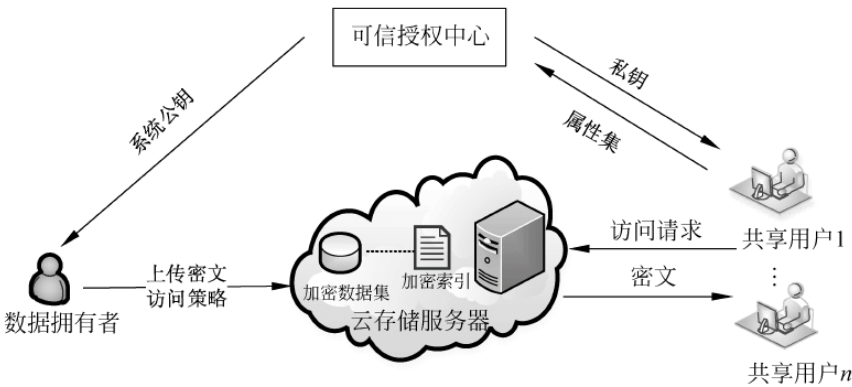 可信授权中心
系统公钥
私钥
属性集
访问请求
共享用户1
⋮
密文
共享用户n
上传密文
访问策略
数据拥有者
加密数据集
加密索引
云存储服务器